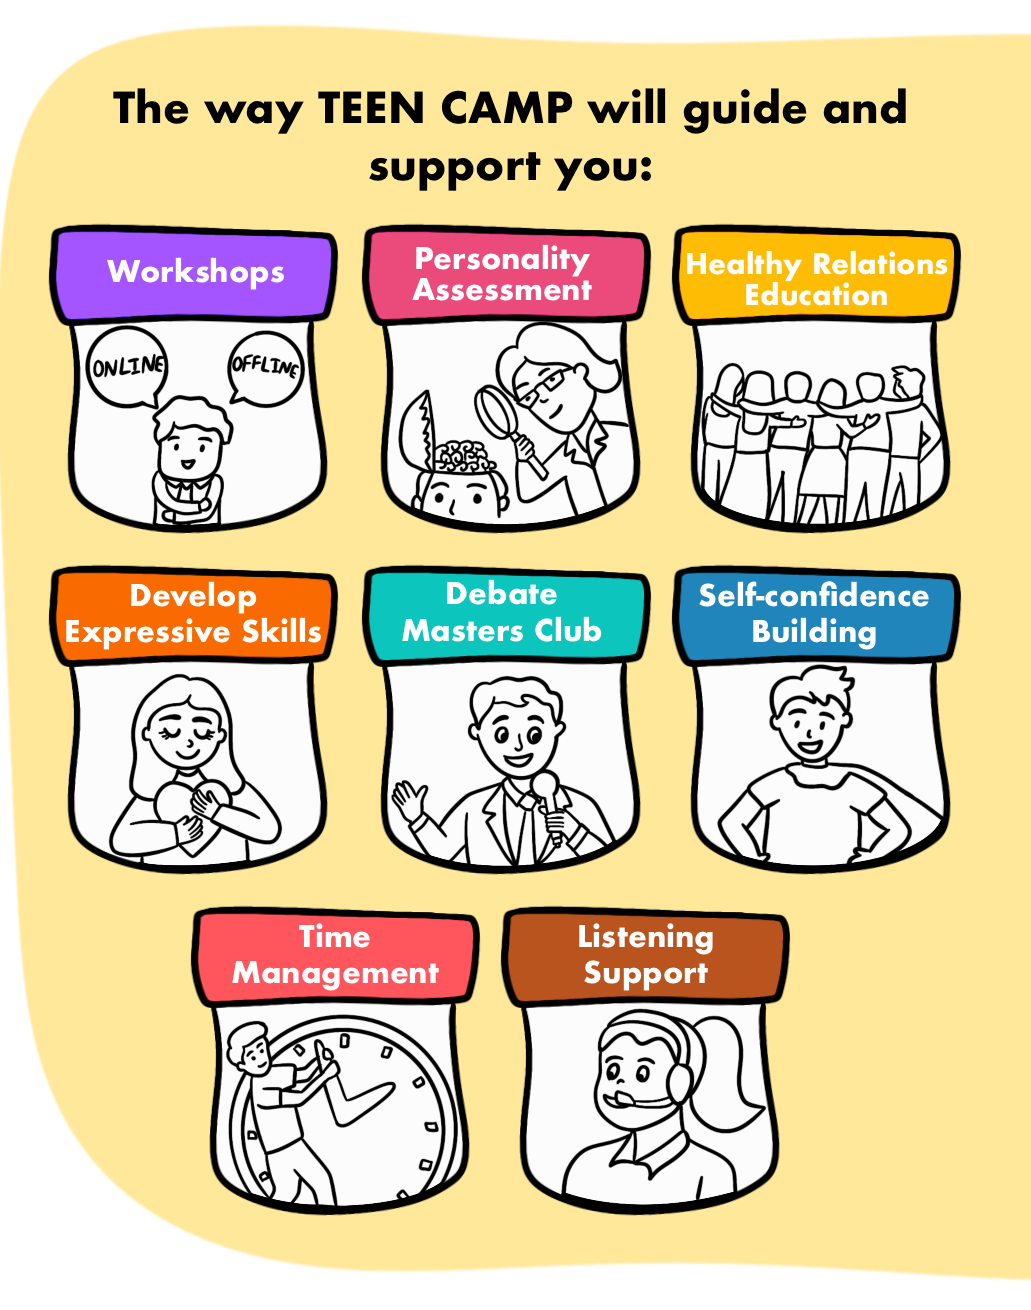 The way TEEN CAMP will guide and
support you:
Workshops
ONLINE
OFFLINE
Personality
Assessment
Healthy Relations
Education
Develop
Expressive Skills
Debate
Masters Club
Self-confidence
Building
Time
Management
Listening
Support